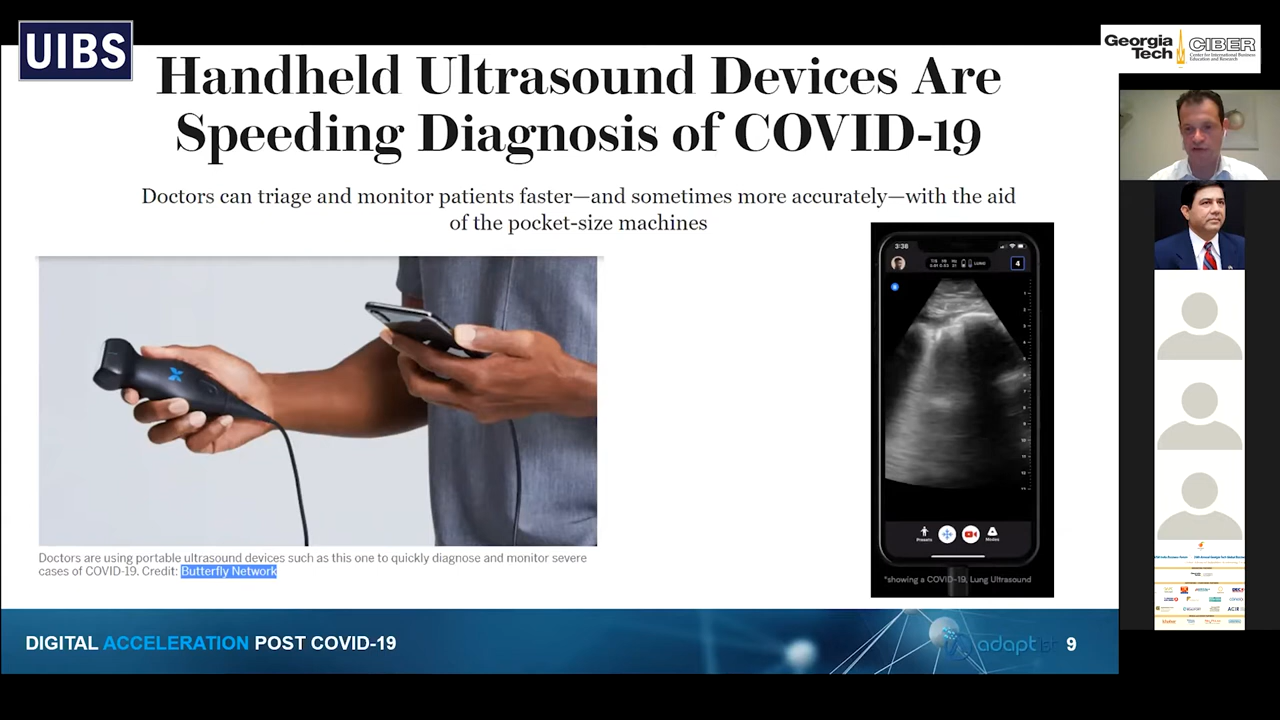 UIBS
Georgia
Tech
CIBER
Center for International Business
Education and Research
Handheld Ultrasound Devices Are
Speeding Diagnosis of COVID-19
Doctors can triage and monitor patients faster—and sometimes more accurately—with the aid
of the pocket-size machines
3:38
LUNG
4
Presets
Modes
*showing a COVID-19, Lung Ultrasound
Doctors are using portable ultrasound devices such as this one to quickly diagnose and monitor severe
cases of COVID-19. Credit: Butterfly Network
DIGITAL ACCELERATION POST COVID-19
adapt
9